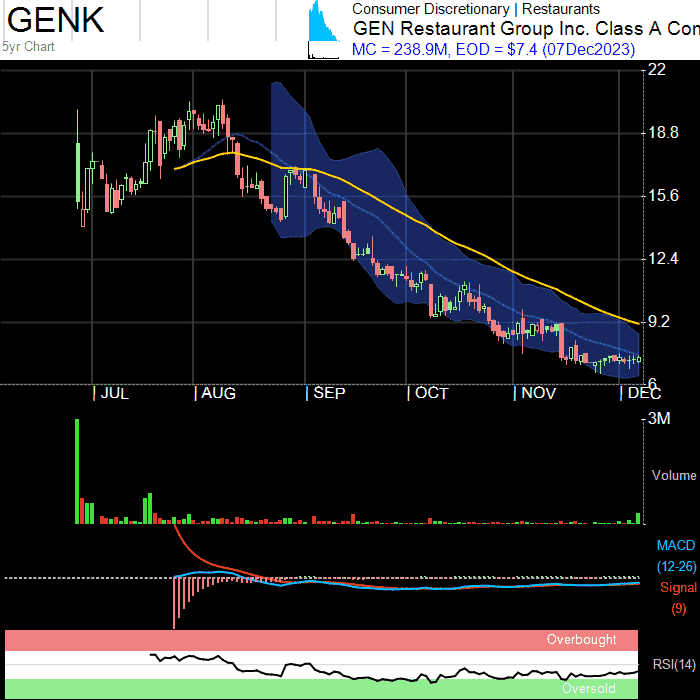 GENK
5yr Chart
Consumer Discretionary | Restaurants
GEN Restaurant Group Inc. Class A Con
MC = 238.9M, EOD = $7.4 (07Dec2023)
22
18.8
15.6
12.4
9.2
6
JUL
AUG
SEP
OCT
NOV
DEC
3M
Volume
MACD
(12-26)
Signal
(9)
Overbought
RSI(14)
Oversold